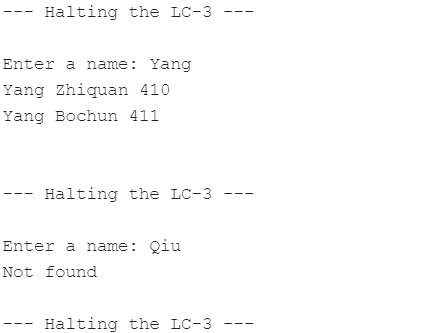 --- Halting the LC-3 ---
Enter a name: Yang
Yang Zhiquan 410
Yang Bochun 411
--- Halting the LC-3 ---
Enter a name: Qiu
Not found
--- Halting the LC-3 ---